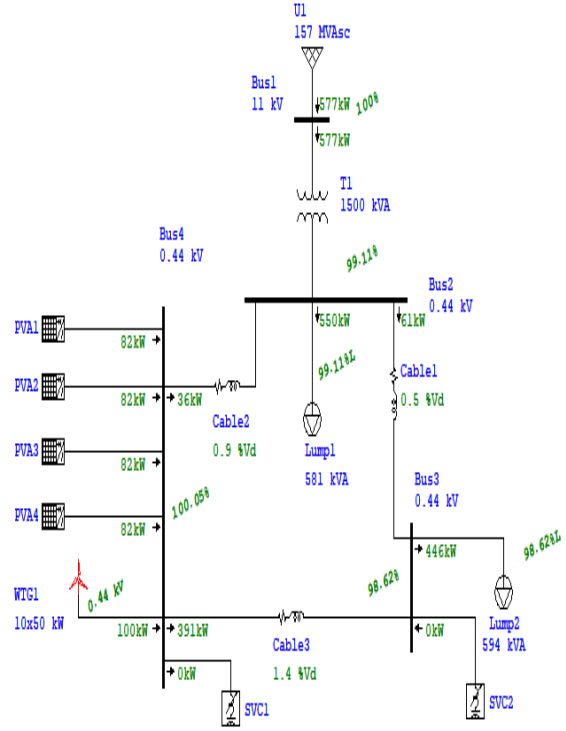 U1
157 MVAsc
Bus1
11 kV
577kW
100%
577kW
T1
1500 kVA
Bus4
0.44 kV
99.11%
Bus2
0.44 kV
PVA1
82kW
550kW
61kW
99.11%L
Cable1
0.5 %Vd
PVA2
82kW
36kW
Cable2
0.9 %Vd
Lump1
581 kVA
PVA3
82kW
Bus3
0.44 kV
PVA4
82kW
100.05%
446kW
98.62%L
WTG1
10x50 kW
0.44 kV
98.62%
100kW
391kW
Cable3
1.4 %Vd
0kW
Lump2
594 kVA
0kW
SVC1
SVC2